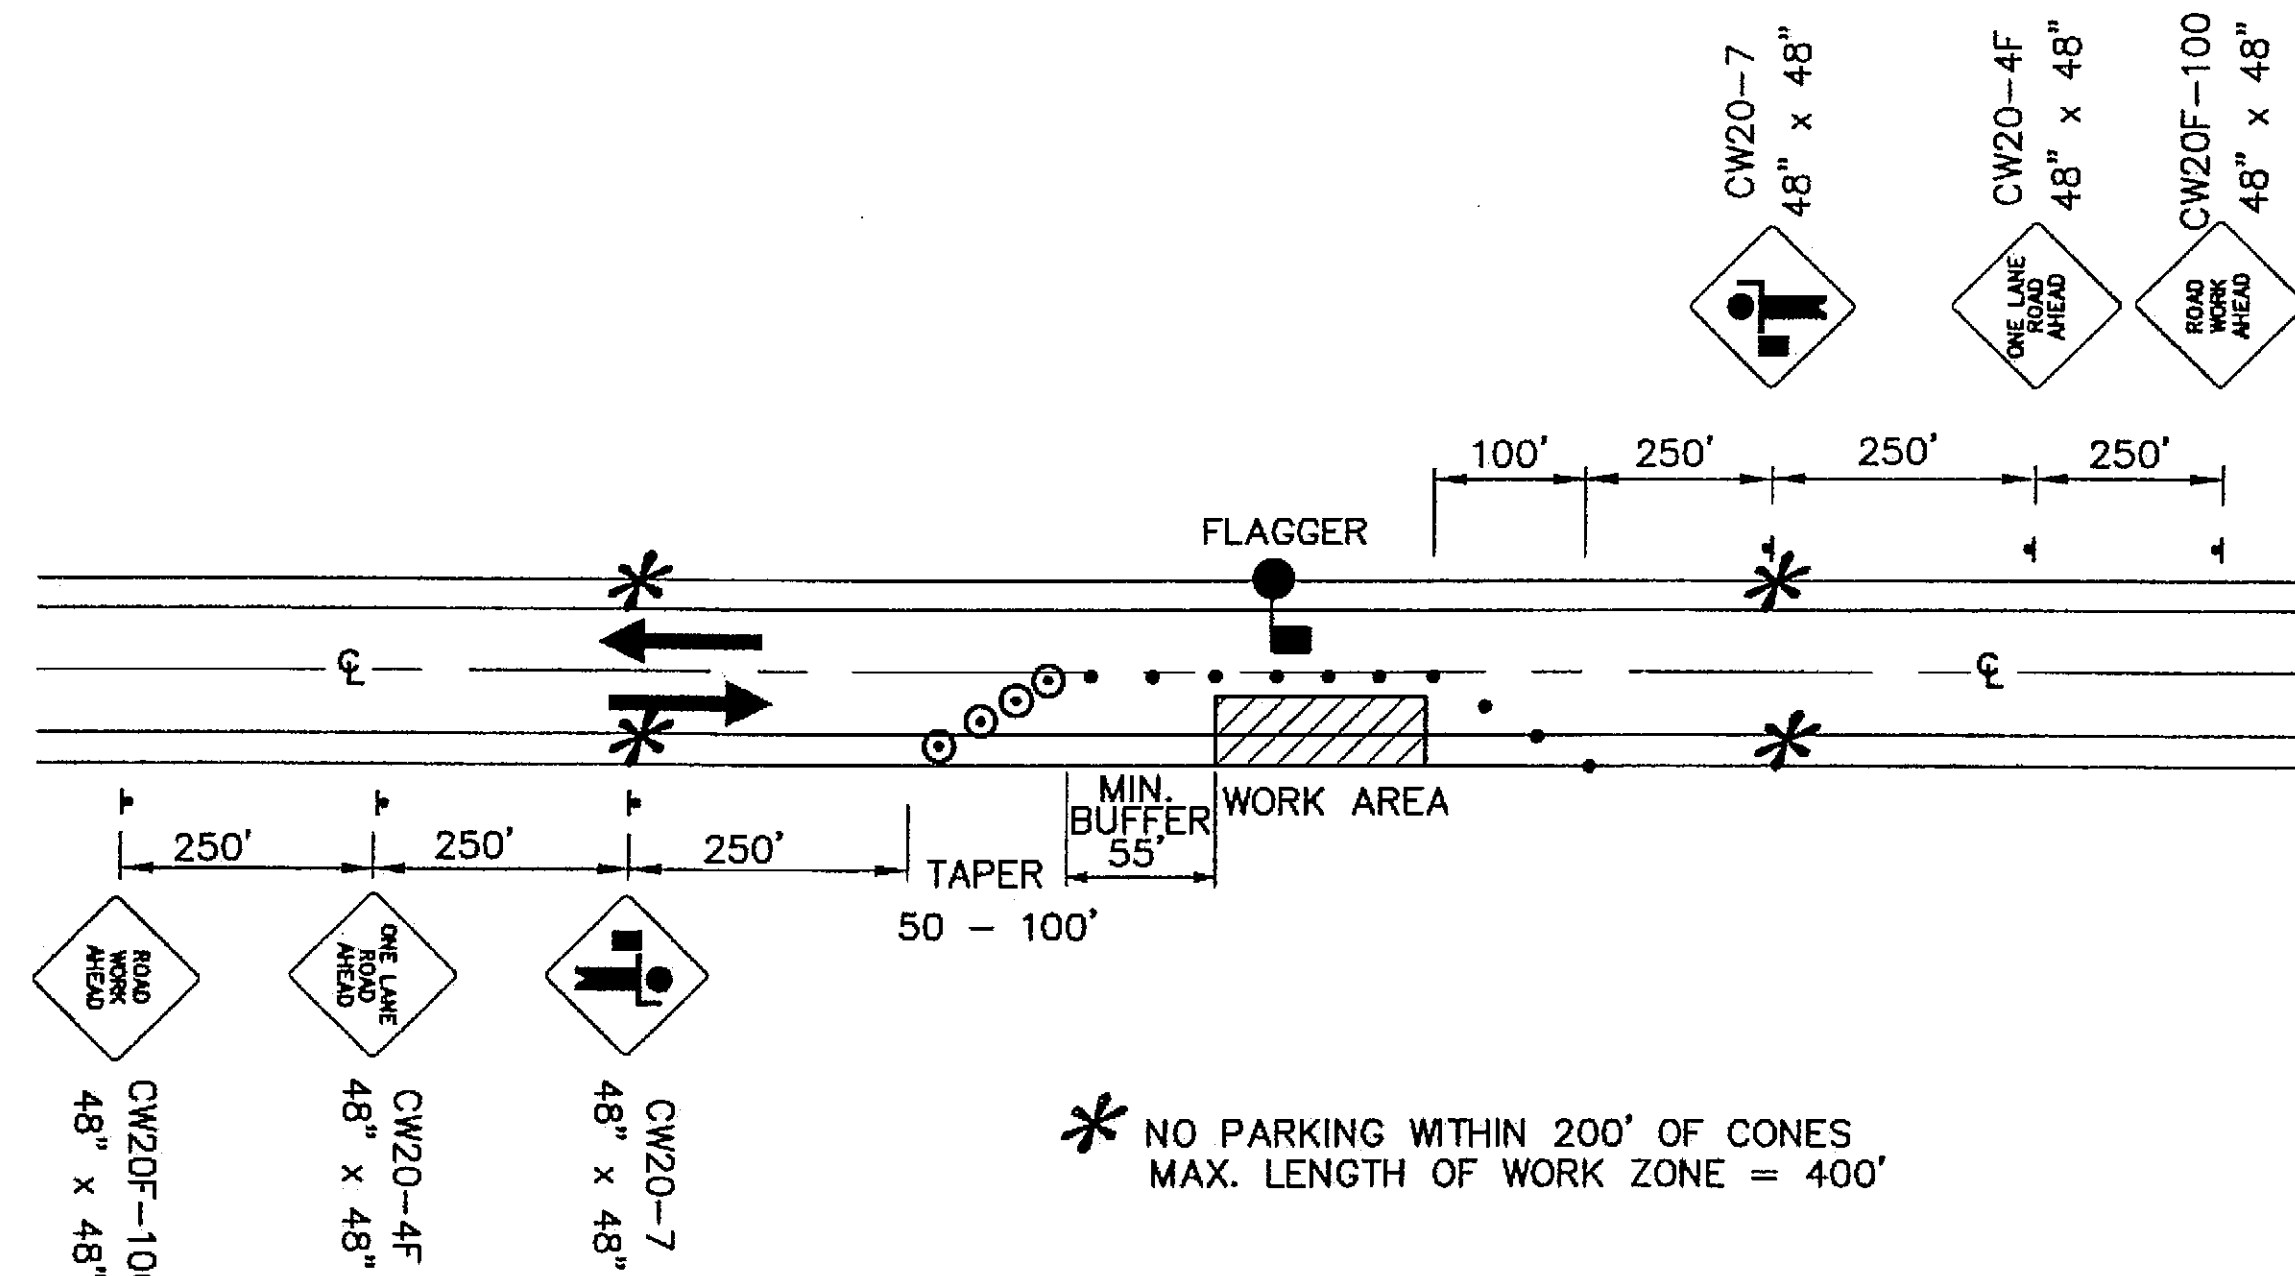 CW20-7
48" x 48"
CW20-4F
48" x 48"
CW20F-100
48" x 48"
ONE LANE
ROAD
AHEAD
ROAD
WORK
AHEAD
100'
250'
250'
250'
FLAGGER
℄
℄
MIN.
BUFFER
55'
WORK AREA
250'
250'
250'
TAPER
50 - 100'
ROAD
WORK
AHEAD
ONE LANE
ROAD
AHEAD
CW20F-10
48" x 48"
CW20-4F
48" x 48"
CW20-7
48" x 48"
* NO PARKING WITHIN 200' OF CONES
MAX. LENGTH OF WORK ZONE = 400'